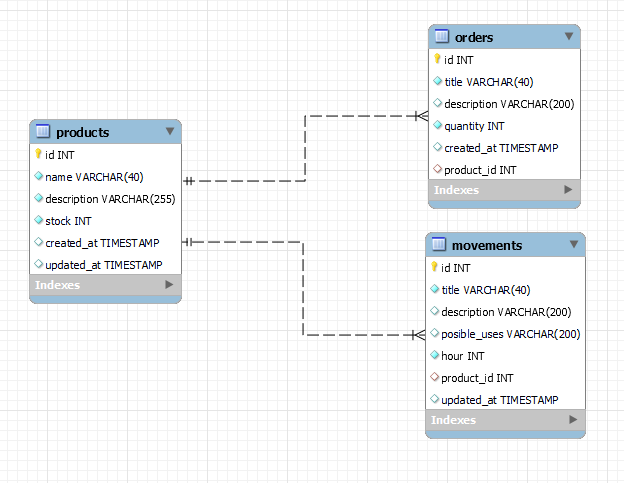 products
id INT
name VARCHAR(40)
description VARCHAR(255)
stock INT
created_at TIMESTAMP
updated_at TIMESTAMP
Indexes
orders
id INT
title VARCHAR(40)
description VARCHAR(200)
quantity INT
created_at TIMESTAMP
product_id INT
Indexes
movements
id INT
title VARCHAR(40)
description VARCHAR(200)
posible_uses VARCHAR(200)
hour INT
product_id INT
updated_at TIMESTAMP
Indexes